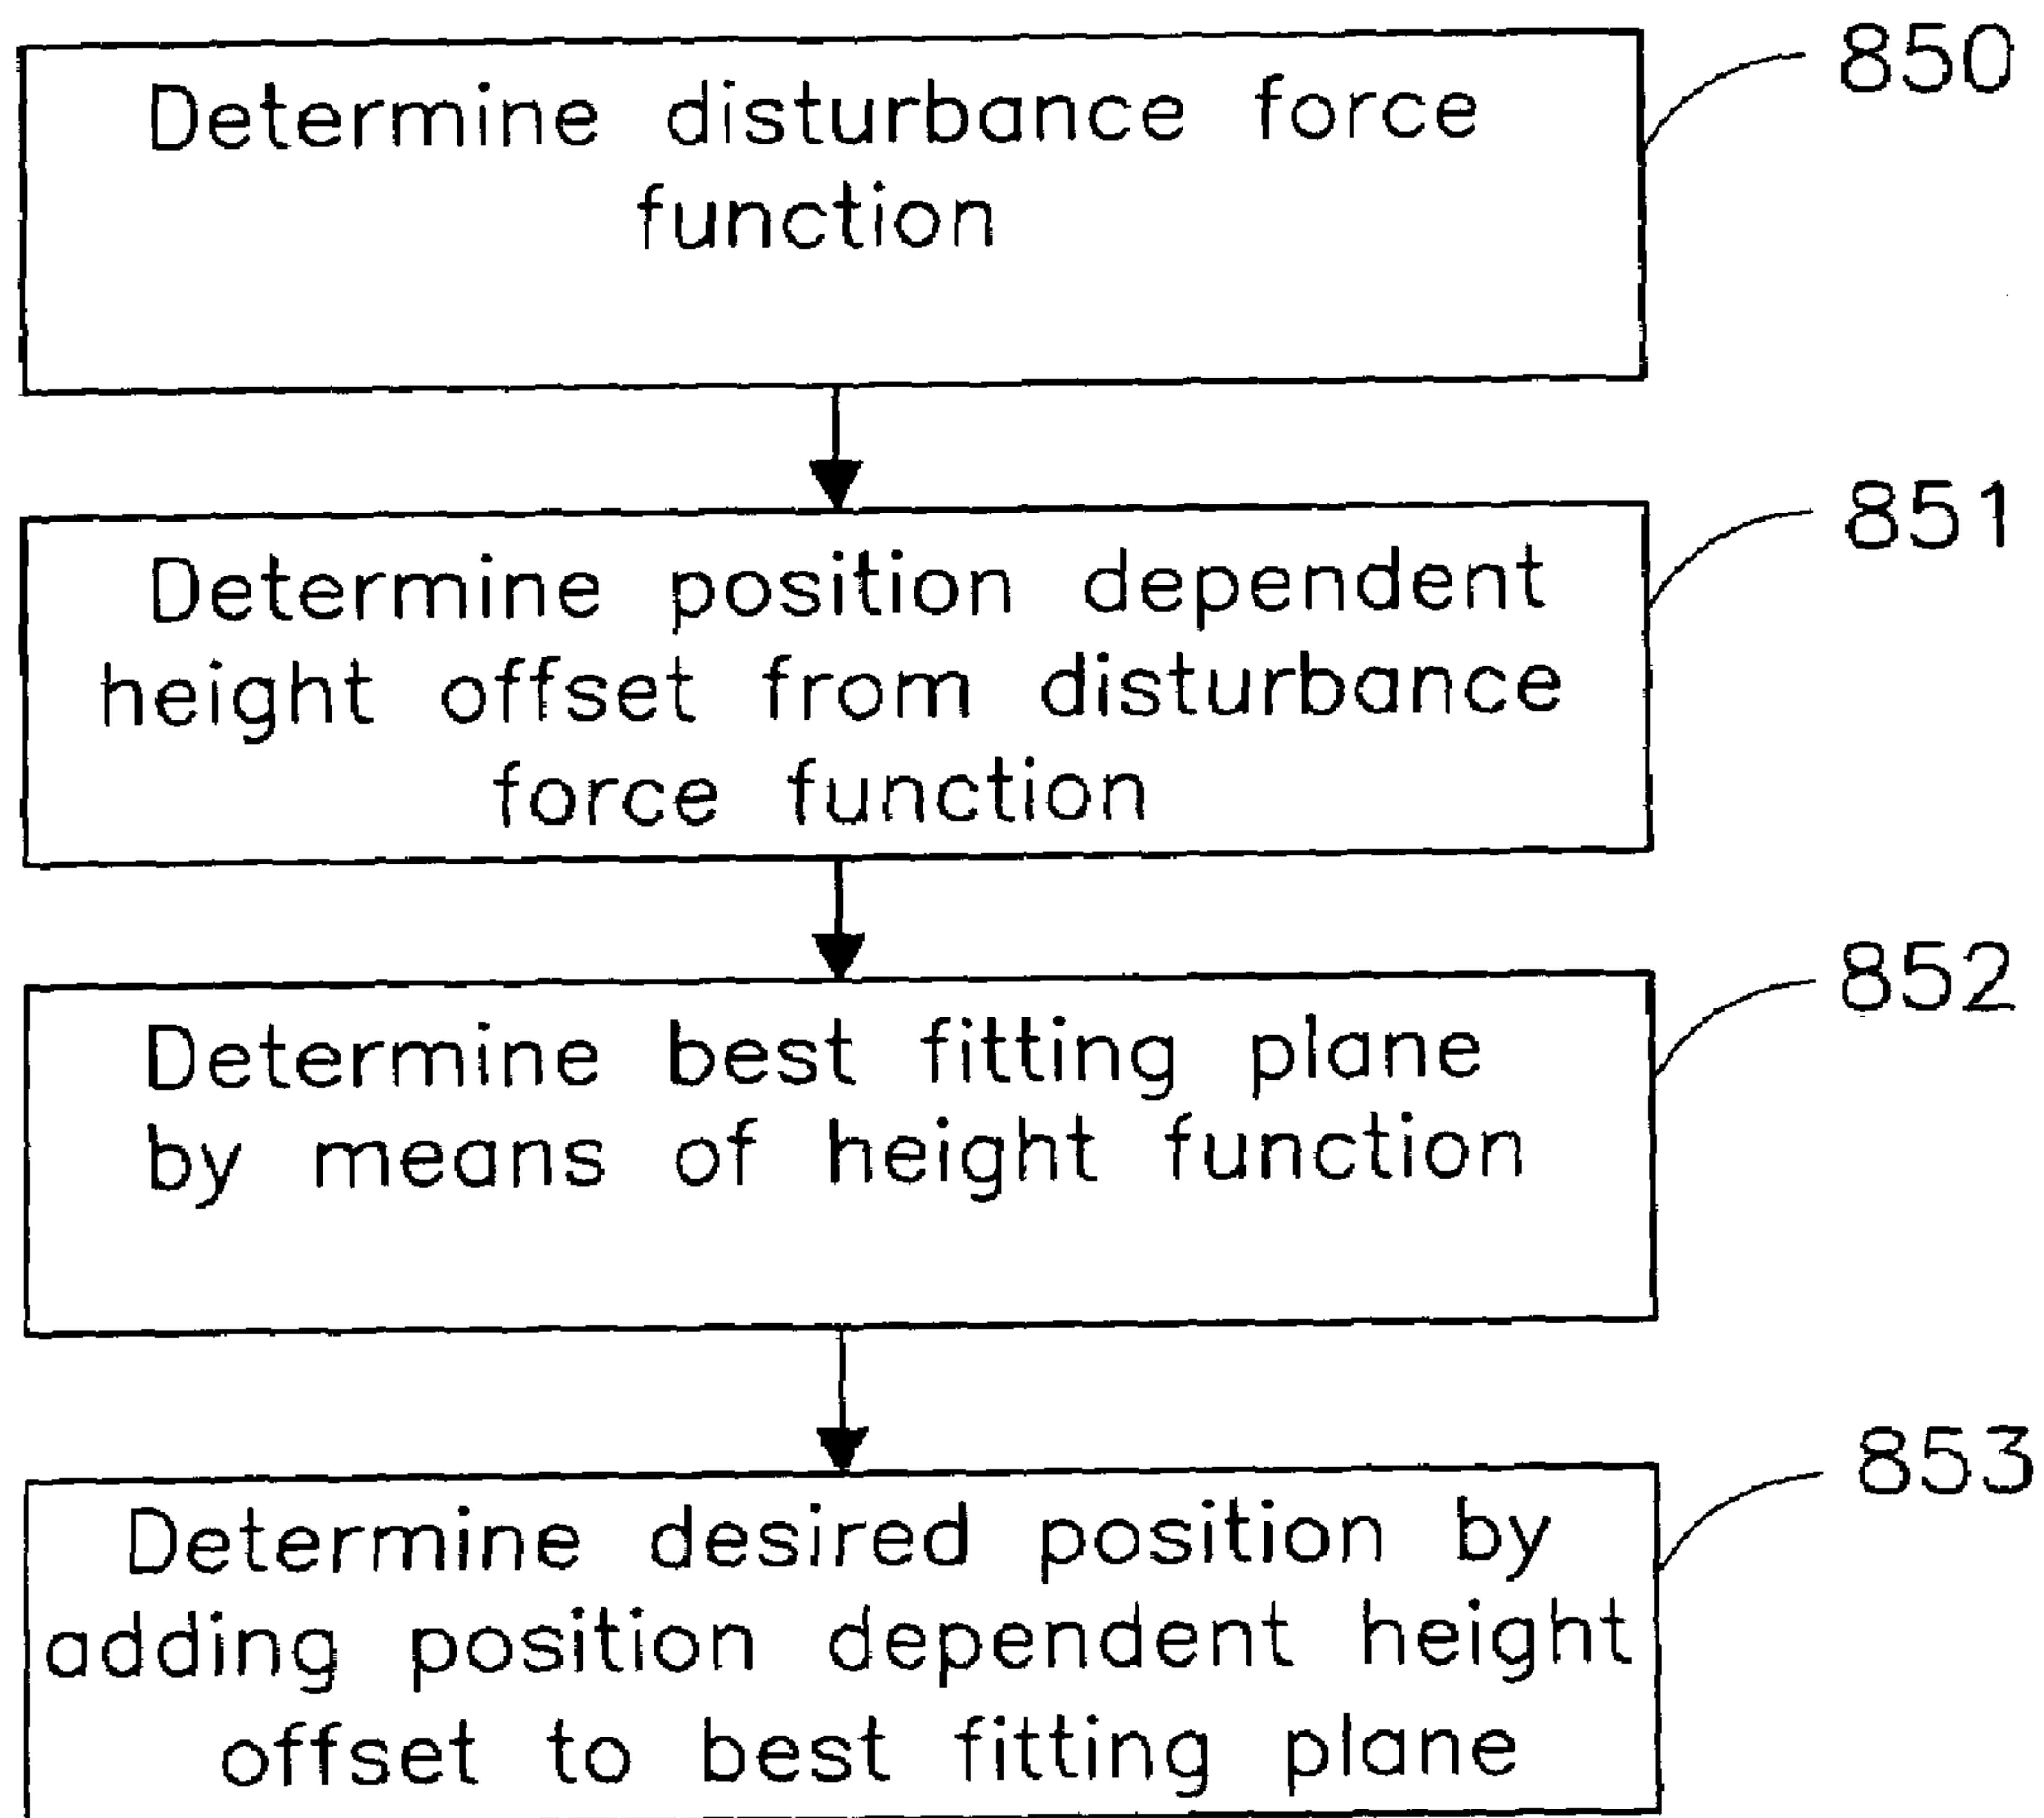 Determine disturbance force
function
850
Determine position dependent
height offset from disturbance
force function
851
Determine best fitting plane
by means of height function
852
Determine desired position by
adding position dependent height
offset to best fitting plane
853